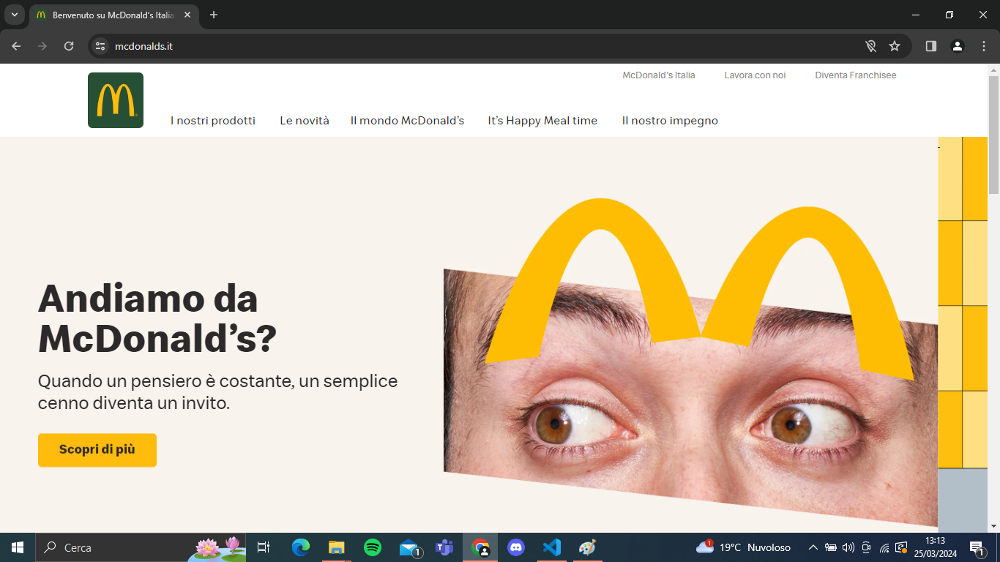 Benvenuto su McDonald's Italia
mcdonalds.it
McDonald's Italia
Lavora con noi
Diventa Franchisee
I nostri prodotti
Le novità
Il mondo McDonald's
It's Happy Meal time
Il nostro impegno
Andiamo da
McDonald's?
Quando un pensiero è costante, un semplice
cenno diventa un invito.
Scopri di più
Cerca
1
1
19°C Nuvoloso
13:13
25/03/2024
1